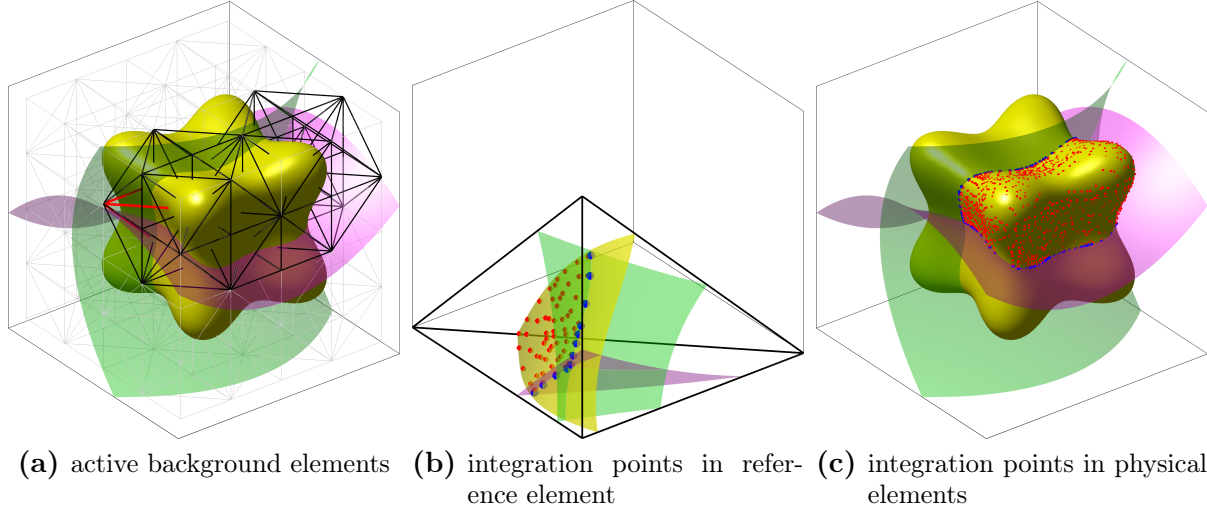 (a) active background elements
(b) integration points in refer-
ence element
(c) integration points in physical
elements